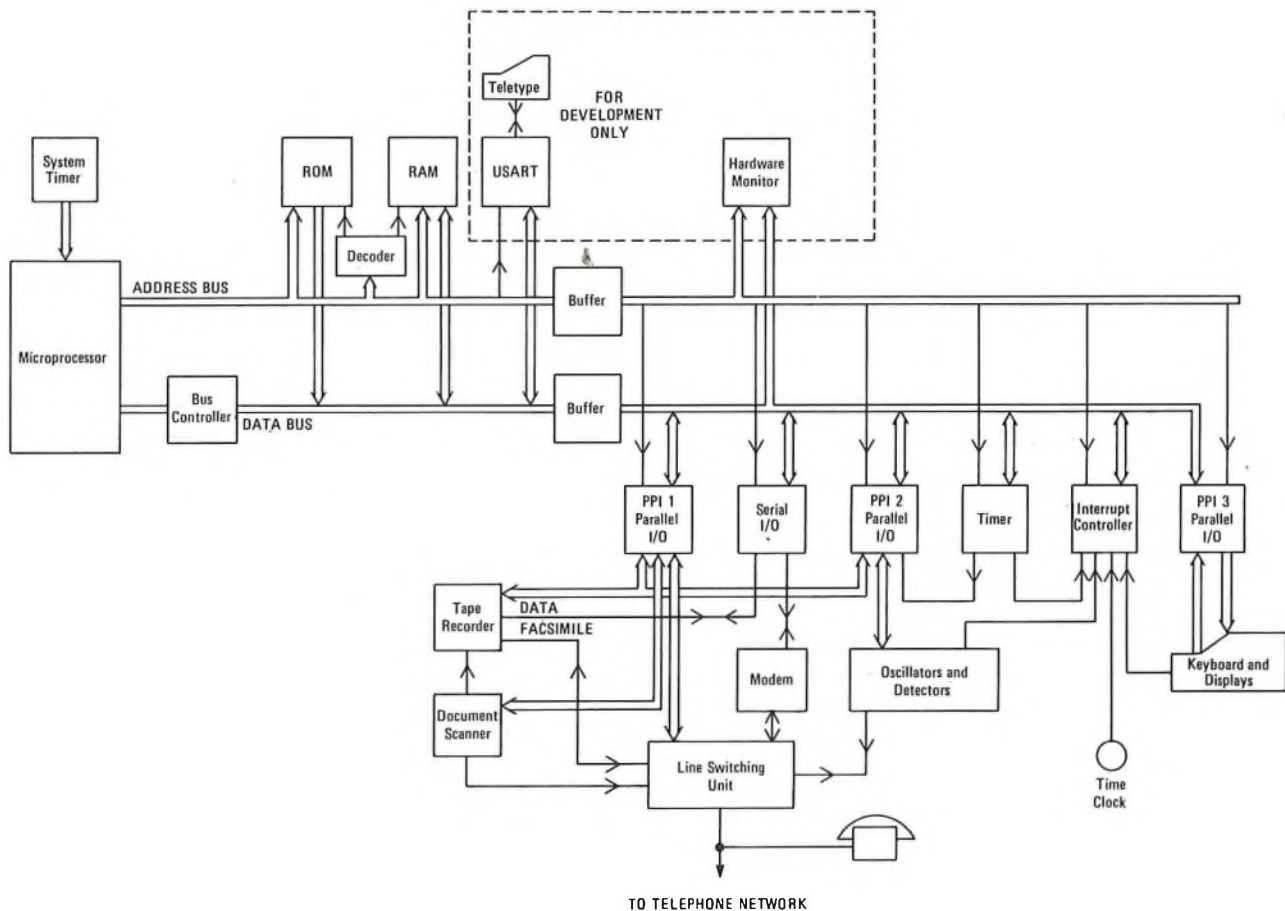 Teletype
FOR
DEVELOPMENT
ONLY
System
Timer
ROM
RAM
USART
Hardware
Monitor
Decoder
ADDRESS BUS
Buffer
Microprocessor
Bus
Controller
DATA BUS
Buffer
PPI 1
Parallel
I/O
Serial
I/O
PPI 2
Parallel
I/O
Timer
Interrupt
Controller
PPI 3
Parallel
I/O
Tape
Recorder
DATA
FACSIMILE
Modem
Oscillators and
Detectors
Keyboard and
Displays
Document
Scanner
Line Switching
Unit
Time
Clock
TO TELEPHONE NETWORK